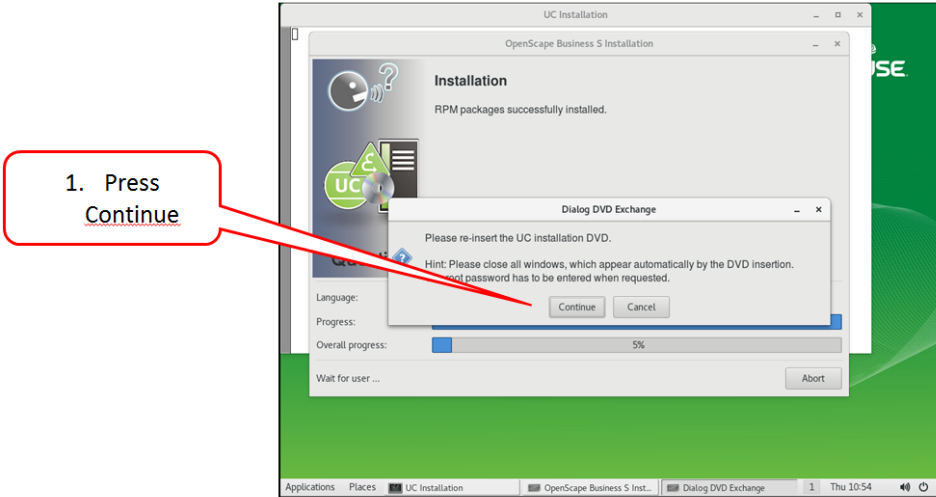 UC Installation
OpenScape Business S Installation
USE
Installation
RPM packages successfully installed.
UC
1. Press
Continue
Dialog DVD Exchange
Please re-insert the UC installation DVD.
Hint: Please close all windows, which appear automatically by the DVD insertion.
root password has to be entered when requested.
Continue
Cancel
Language:
Progress:
Overall progress:
5%
Wait for user ...
Abort
Applications
Places
UC Installation
OpenScape Business S Inst...
Dialog DVD Exchange
1
Thu 10:54